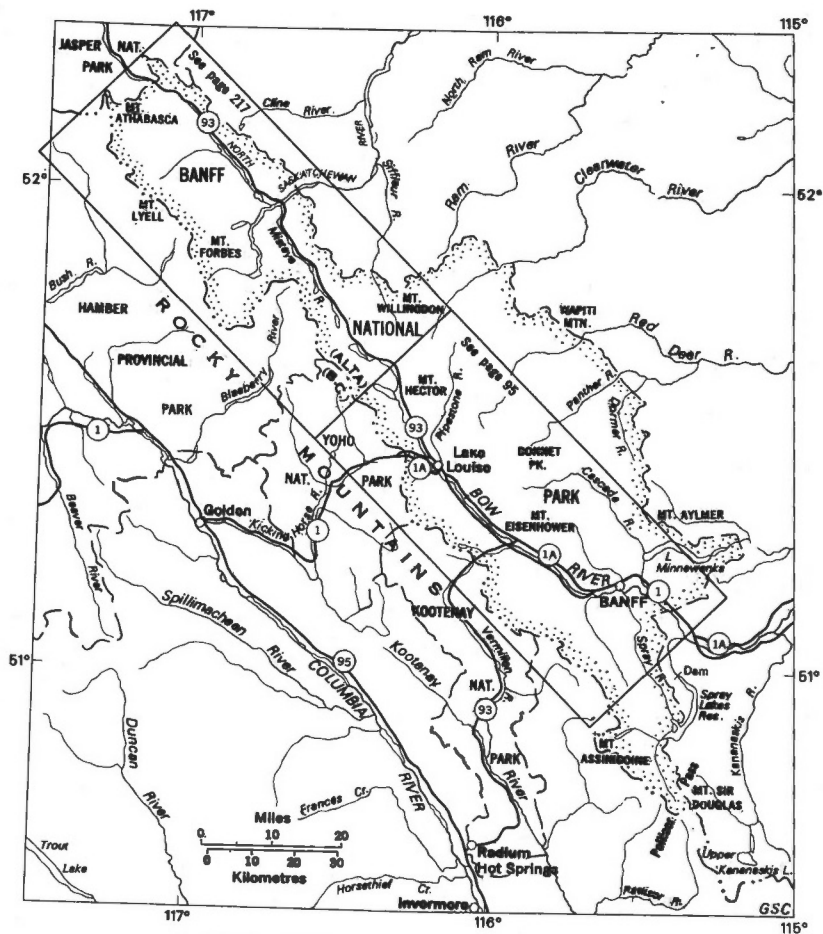 117°
116°
115°
JASPER
NAT.
PARK
See page 217
MT.
ATHABASCA
93
Cline River
North Ram River
RIVER
NORTH
SASKATCHEWAN
Siffleur R.
Ram River
Clearwater River
52°
52°
BANFF
MT.
LYELL
MT.
FORBES
Mistaya R.
Bush R.
HAMBER
PROVINCIAL
PARK
ROCKY MOUNTAINS
Blaeberry River
MT.
WILLINGDON
NATIONAL
(ALTA)
(B.C.)
WAPITI
MTN.
Red Deer R.
See page 95
MT.
HECTOR
Pipestone R.
Panther R.
Dormer R.
1
93
YOHO
NAT.
PARK
1A
Lake
Louise
BONNET
PK.
PARK
Cascade R.
MT. AYLMER
MT.
EISENHOWER
L.
Minnewanka
Golden
Kicking Horse R.
1
BOW RIVER
1A
BANFF
1
1A
Beaver River
Spillimacheen River
KOOTENAY
NAT.
PARK
Vermilion R.
Kootenay River
93
51°
51°
95
COLUMBIA RIVER
Spray R.
Dam
Spray
Lakes
Res.
Kananaskis R.
MT.
ASSINIBOINE
Pass
MT. SIR
DOUGLAS
Palliser
Upper
Kananaskis L.
Palliser R.
Duncan River
Frances Cr.
Trout
Lake
Miles
0 10 20
0 10 20 30
Kilometres
Radium
Hot Springs
Horsethief Cr.
Invermere
GSC
117°
116°
115°